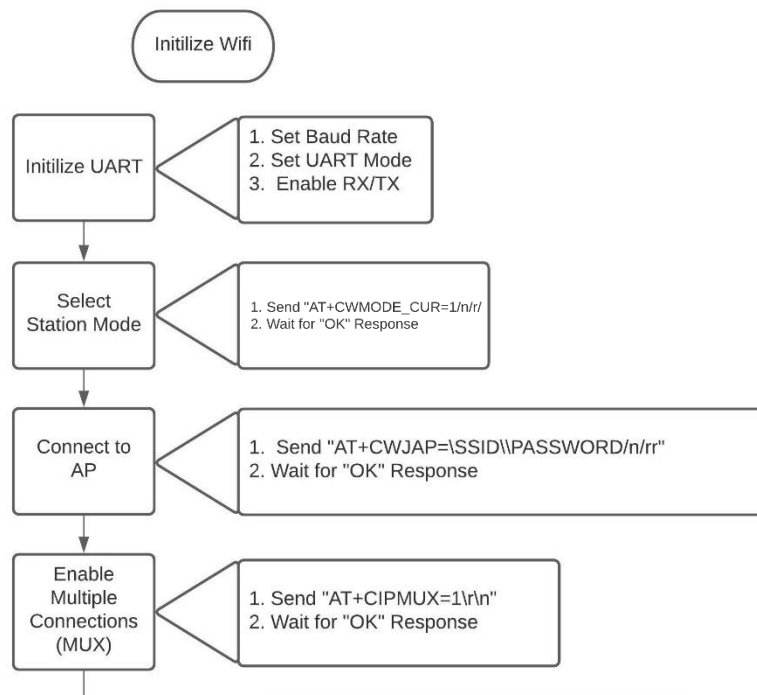 Initilize Wifi
Initilize UART
1. Set Baud Rate
2. Set UART Mode
3. Enable RX/TX
Select
Station Mode
1. Send "AT+CWMODE_CUR=1/n/r/
2. Wait for "OK" Response
Connect to
AP
1. Send "AT+CWJAP=\SSID\\PASSWORD/n/rr"
2. Wait for "OK" Response
Enable
Multiple
Connections
(MUX)
1. Send "AT+CIPMUX=1\r\n"
2. Wait for "OK" Response